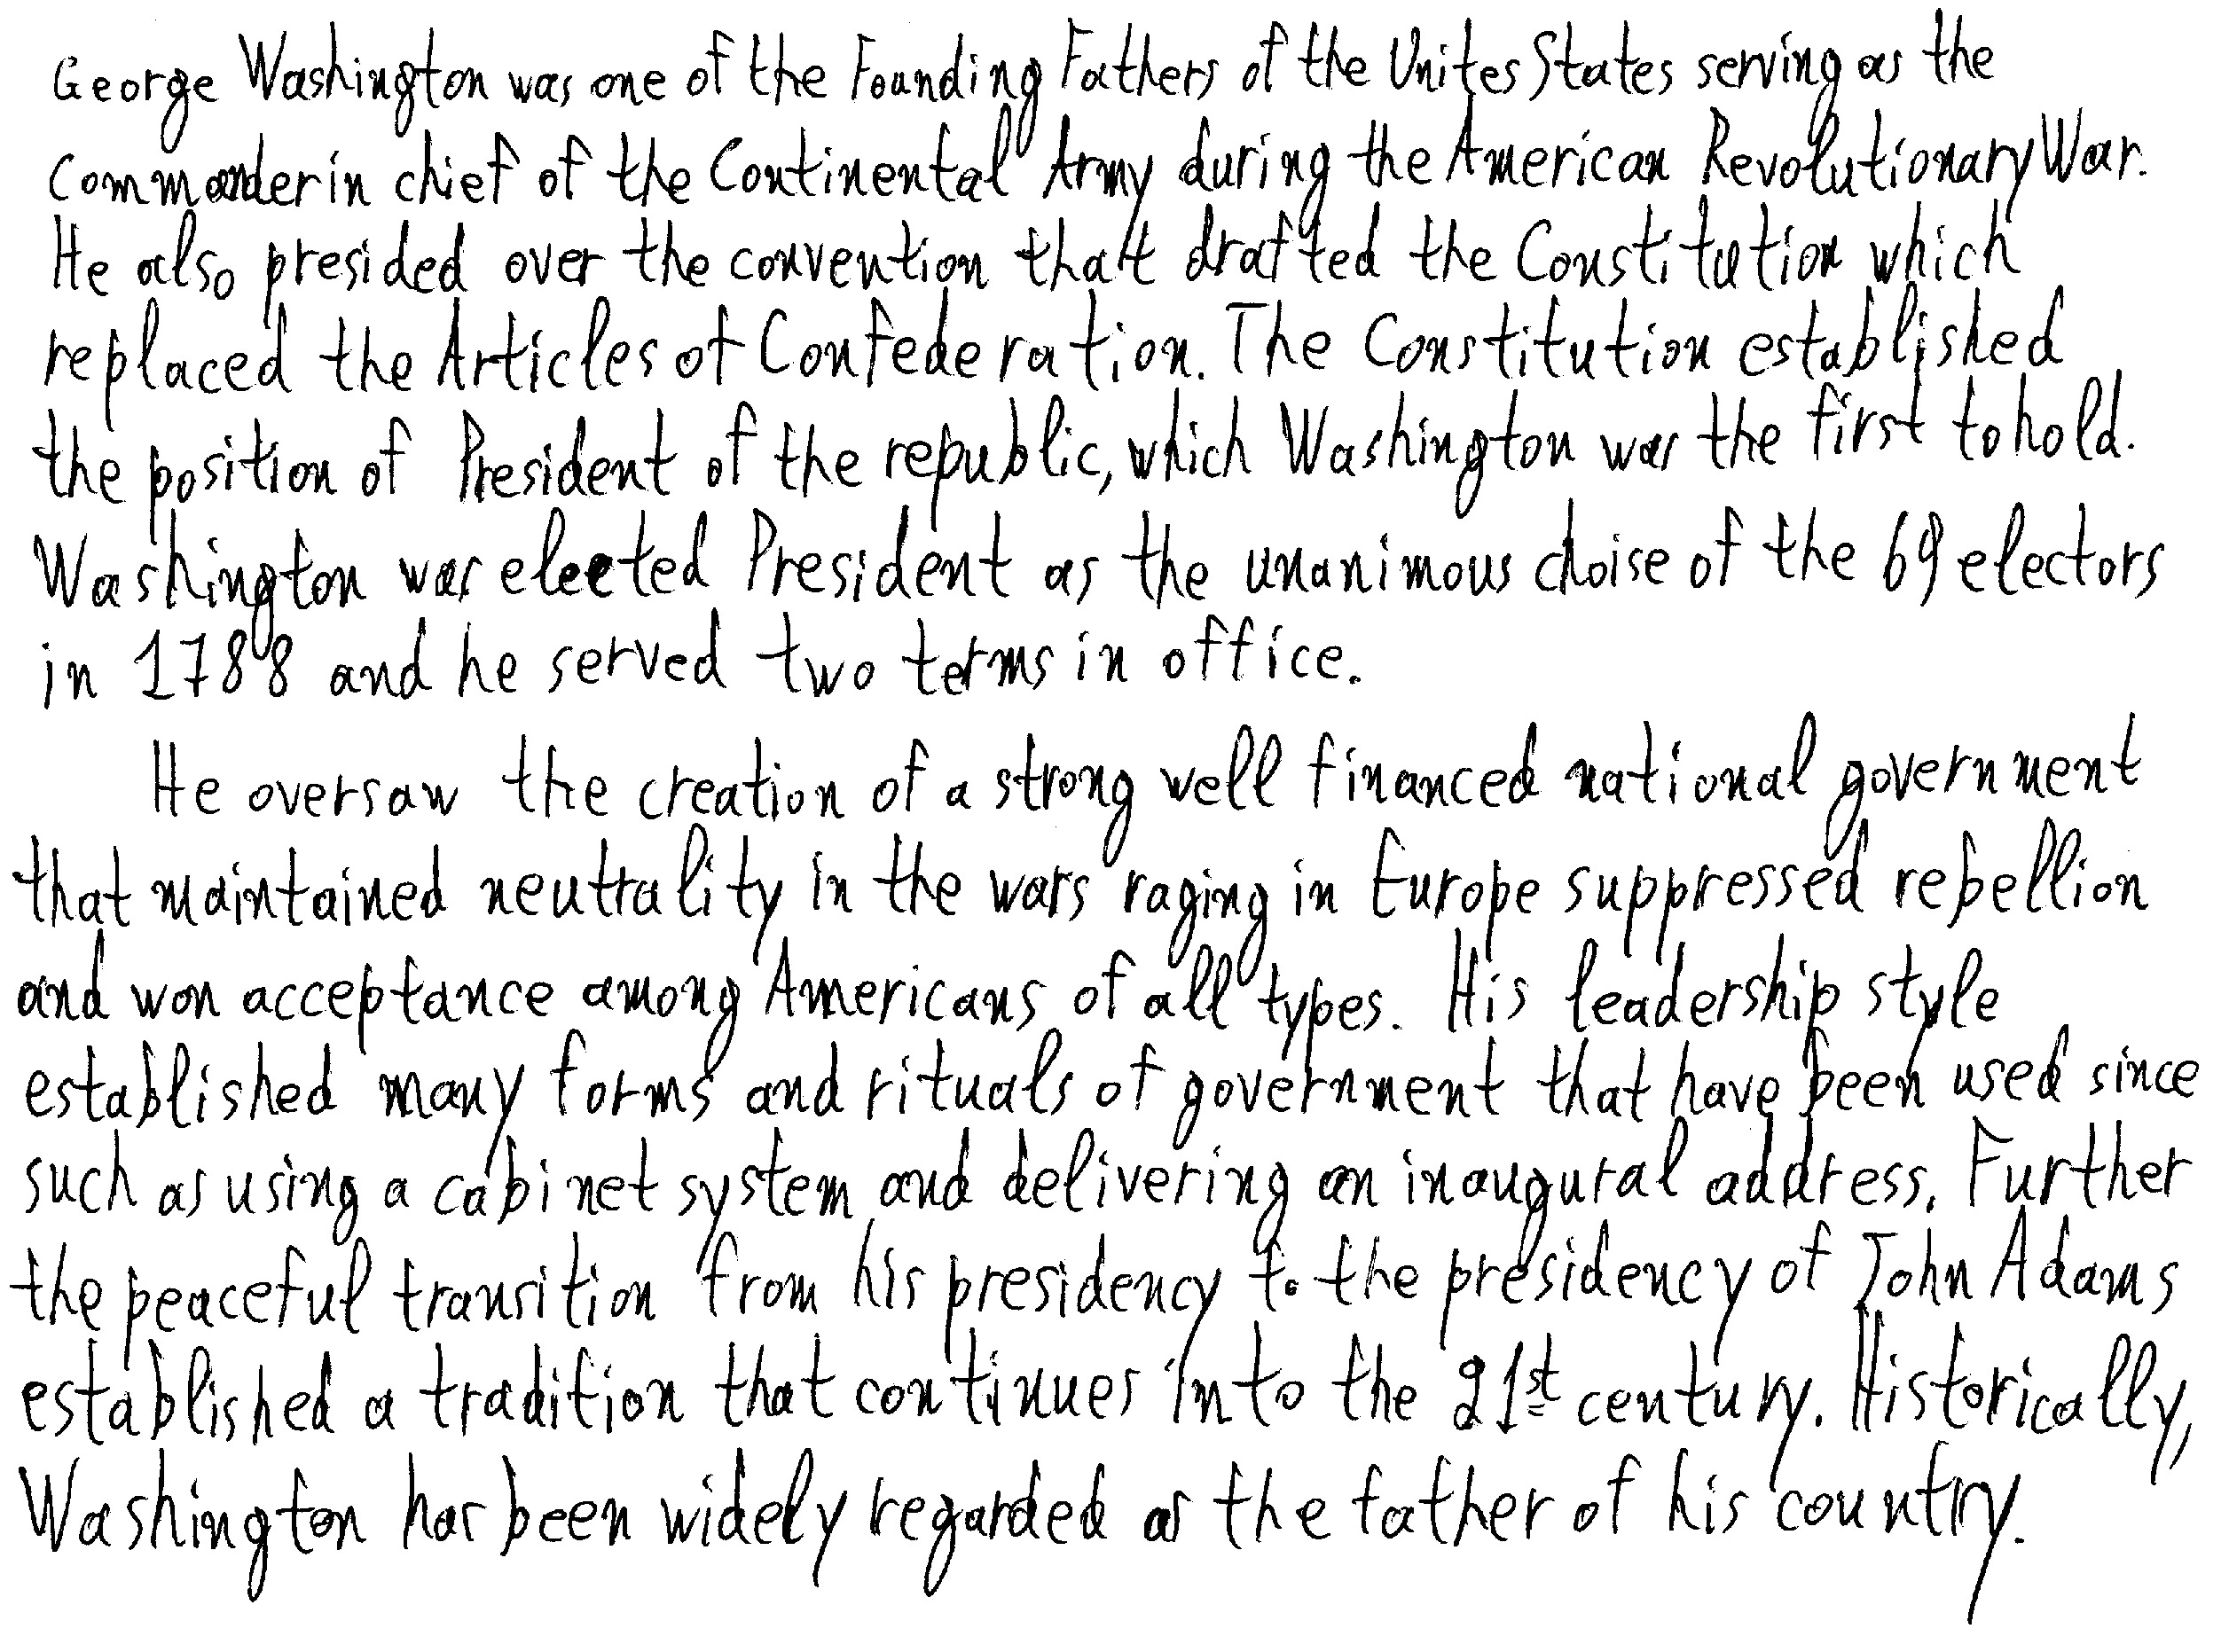 George Washington was one of the Founding Fathers of the Unites States serving as the
Commander in chief of the Continental Army during the American Revolutionary War.
He also presided over the convention that drafted the Constitution which
replaced the Articles of Confederation. The Constitution established
the position of President of the republic, which Washington was the first to hold.
Washington was elected President as the unanimous choise of the 69 electors
in 1788 and he served two terms in office.
He oversaw the creation of a strong well financed national government
that maintained neutrality in the wars raging in Europe suppressed rebellion
and won acceptance among Americans of all types. His leadership style
established many forms and rituals of government that have been used since
such as using a cabinet system and delivering an inaugural address. Further
the peaceful transition from his presidency to the presidency of John Adams
established a tradition that continues into the 21st century. Historically,
Washington has been widely regarded as the father of his country.